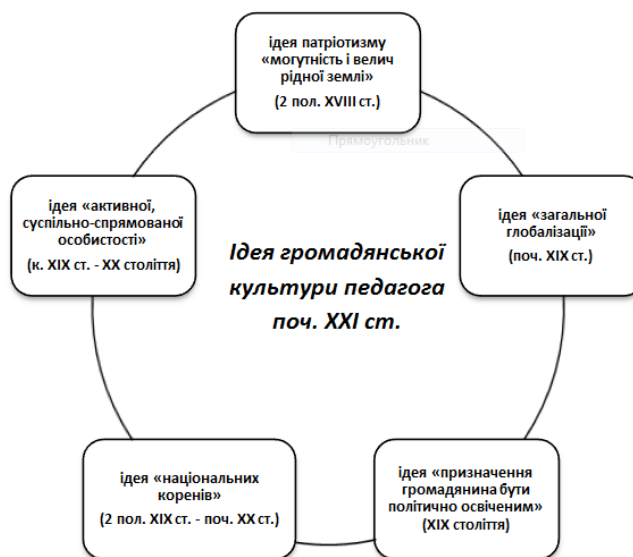 ідея патріотизму
«могутність і велич
рідної землі»
(2 пол. XVIII ст.)
Прямоугольник
ідея «активної,
суспільно-спрямованої
особистості»
(к. XIX ст. - XX століття)
ідея «загальної
глобалізації»
(поч. XIX ст.)
Ідея громадянської
культури педагога
поч. XXI ст.
ідея «національних
коренів»
(2 пол. XIX ст. - поч. XX ст.)
ідея «призначення
громадянина бути
політично освіченим»
(XIX століття)